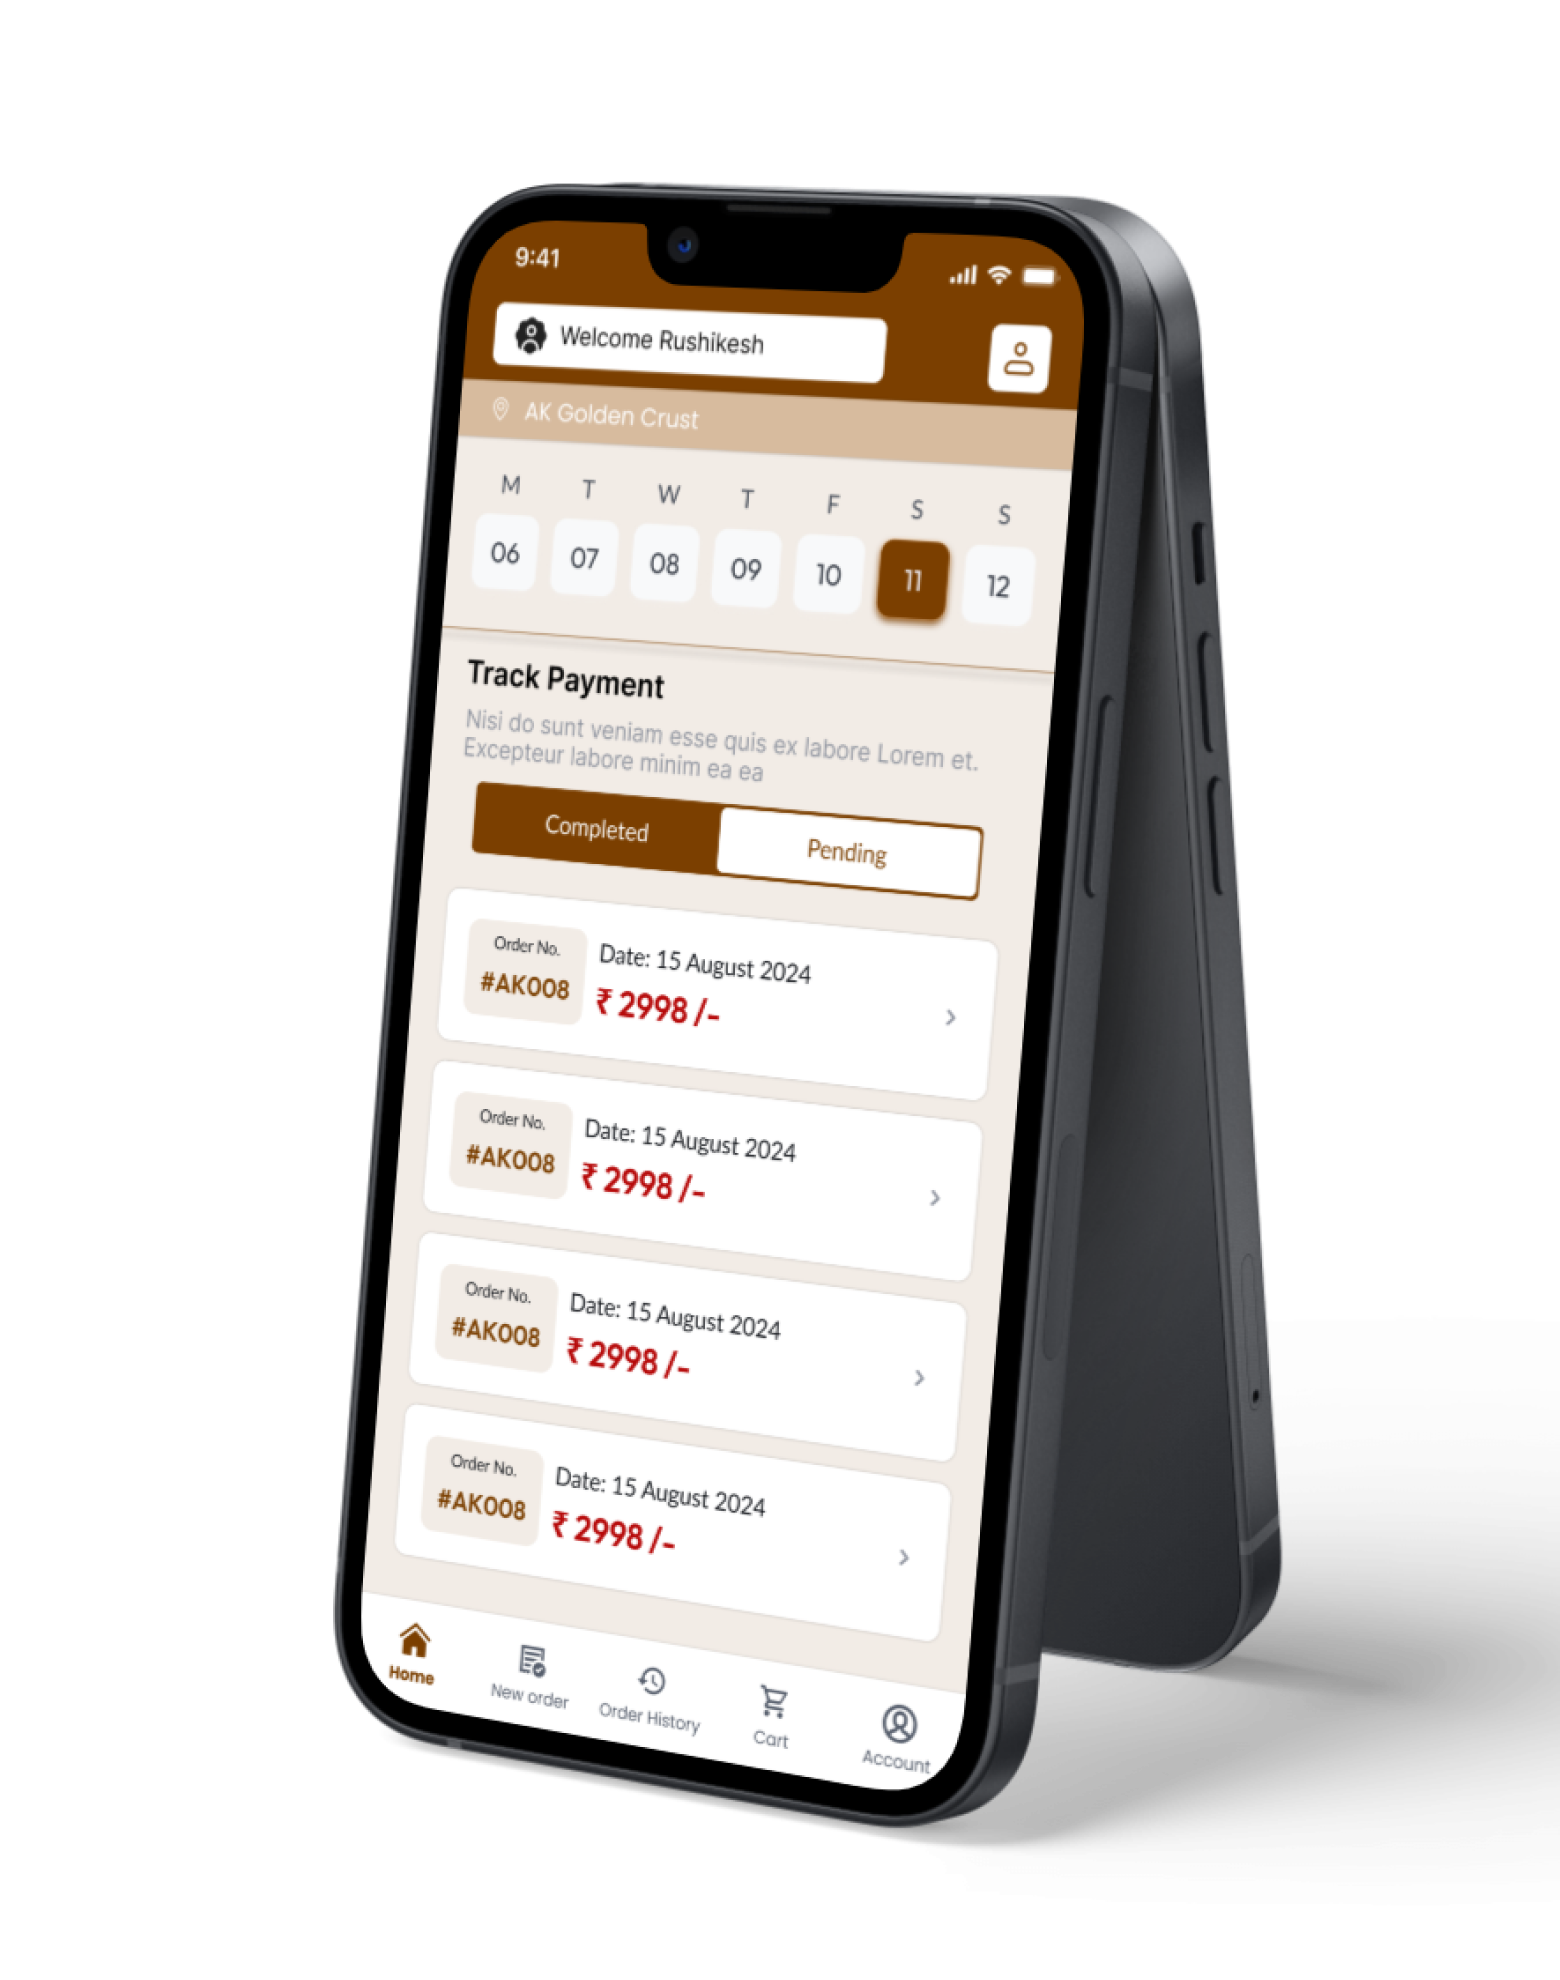 9:41
Welcome Rushikesh
AK Golden Crust
M T W T F S S
06 07 08 09 10 11 12
Track Payment
Nisi do sunt veniam esse quis ex labore Lorem et.
Excepteur labore minim ea ea
Completed Pending
Order No.
#AK008
Date: 15 August 2024
₹ 2998 /-
Order No.
#AK008
Date: 15 August 2024
₹ 2998 /-
Order No.
#AK008
Date: 15 August 2024
₹ 2998 /-
Order No.
#AK008
Date: 15 August 2024
₹ 2998 /-
Home New order Order History Cart Account